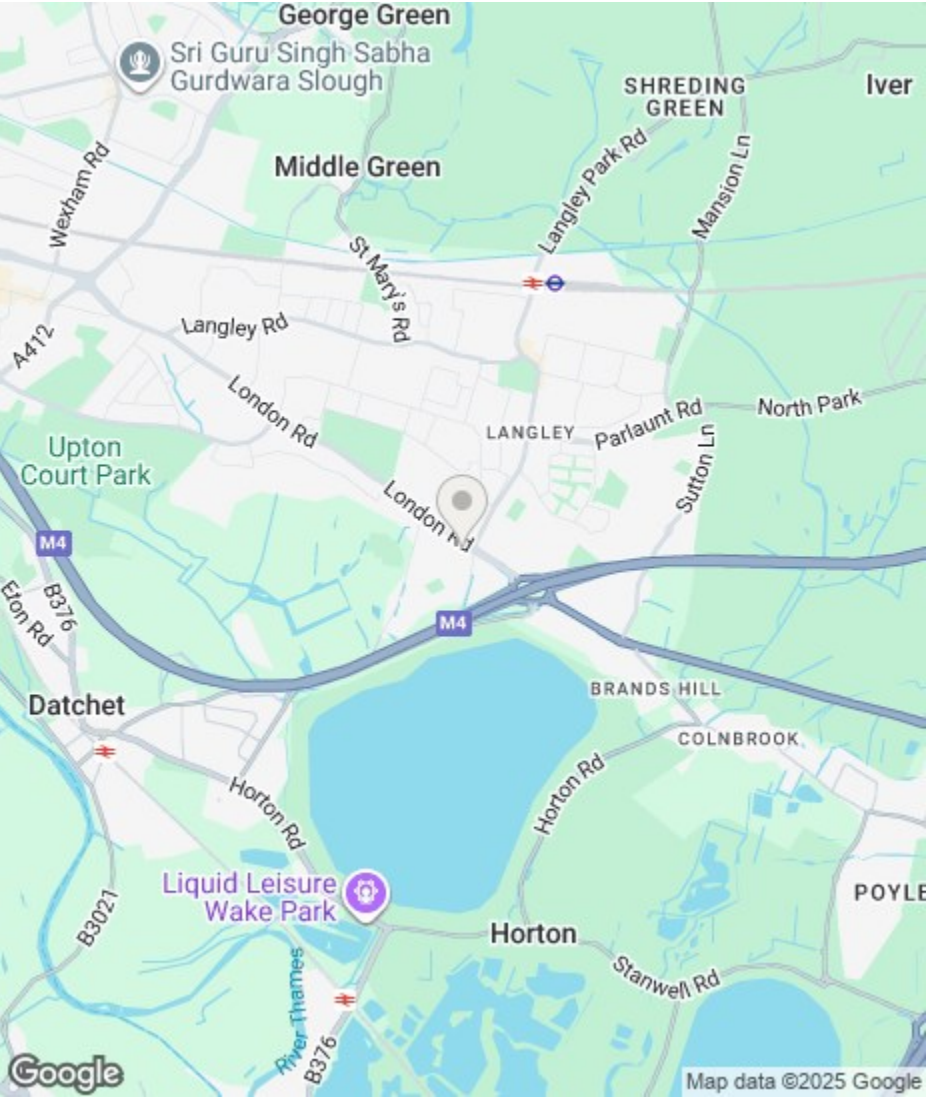 George Green
Sri Guru Singh Sabha
Gurdwara Slough
SHREDING
GREEN
Iver
Middle Green
Wexham Rd
Langley Park Rd
Mansion Ln
St Mary's Rd
Langley Rd
A412
London Rd
LANGLEY
Parlaunt Rd
North Park
Upton
Court Park
Sutton Ln
London Rd
M4
B376
Eton Rd
M4
BRANDS HILL
Datchet
COLNBROOK
Horton Rd
Horton Rd
Liquid Leisure
Wake Park
POYLE
B3021
Horton
Stanwell Rd
River Thames
B376
Google
Map data ©2025 Google